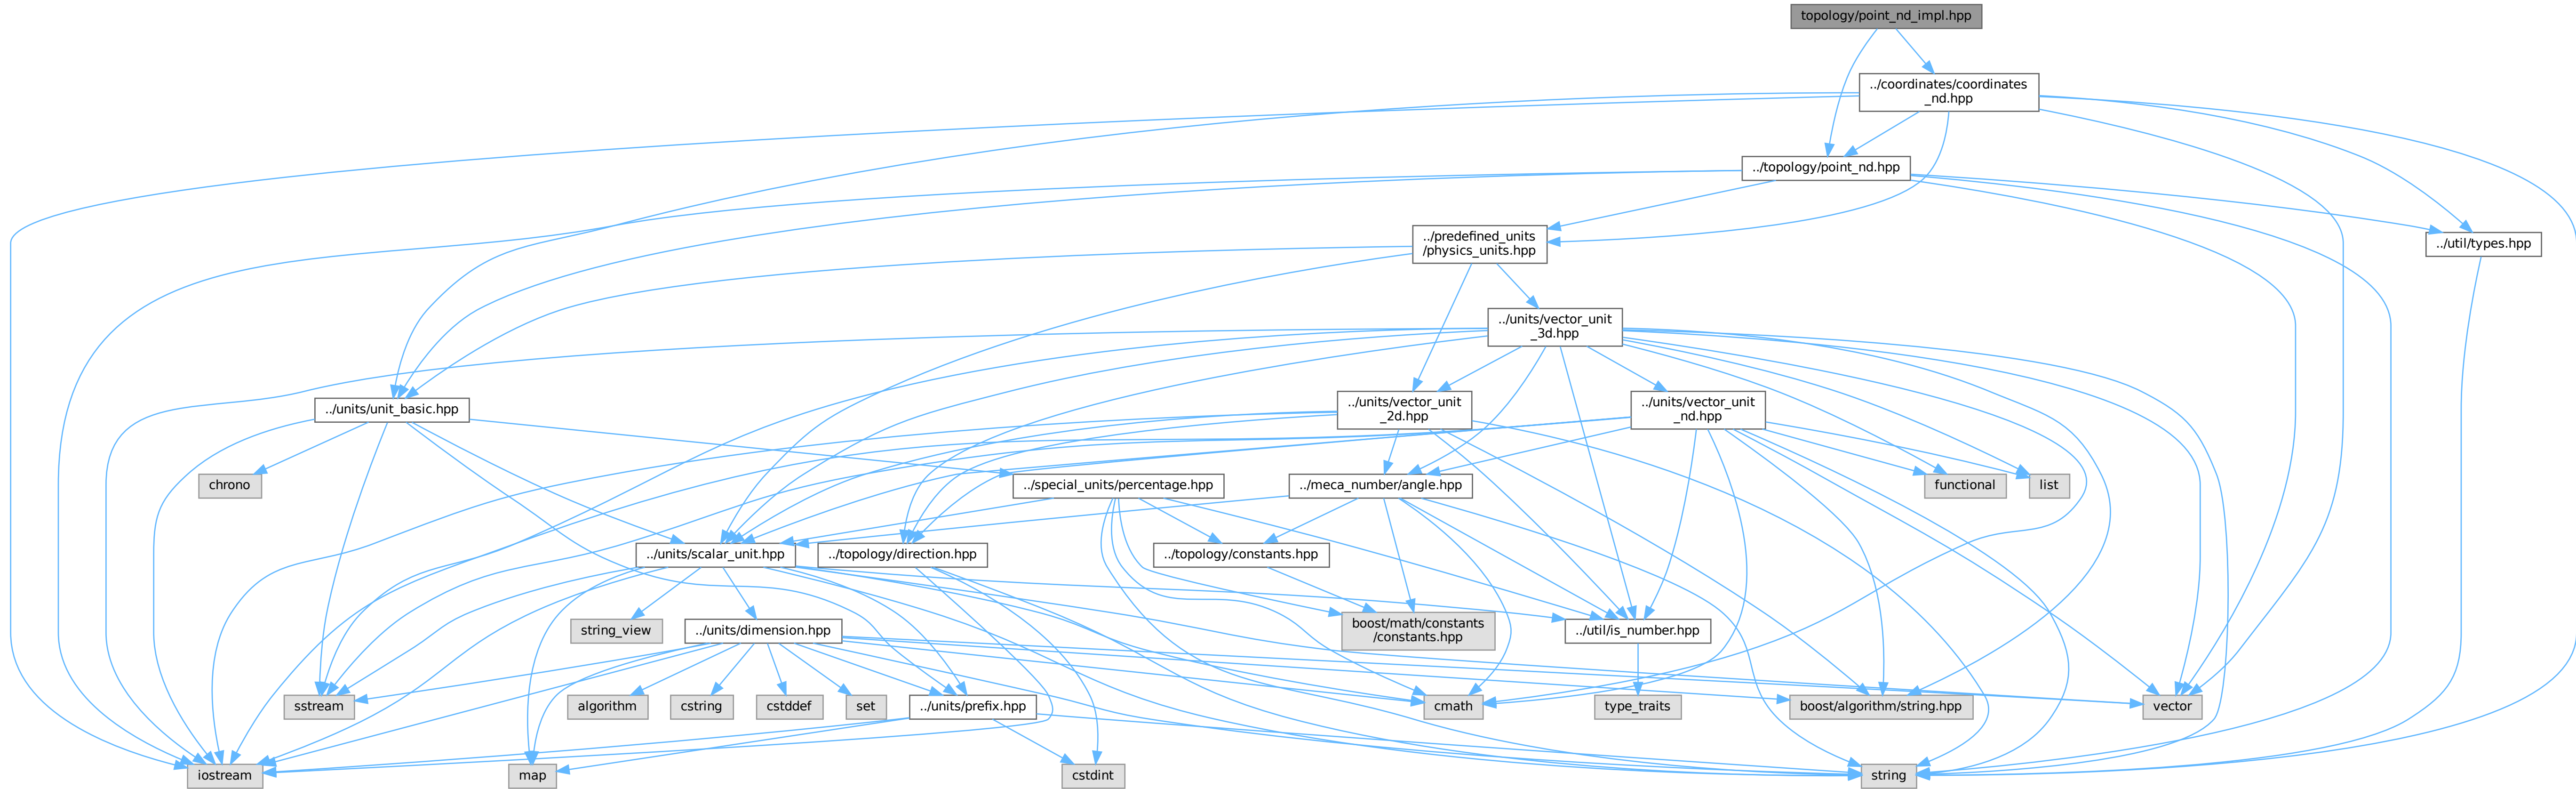 topology/point_nd_impl.hpp
../coordinates/coordinates
_nd.hpp
../topology/point_nd.hpp
../predefined_units
/physics_units.hpp
../util/types.hpp
../units/vector_unit
_3d.hpp
../units/unit_basic.hpp
../units/vector_unit
_2d.hpp
../units/vector_unit
_nd.hpp
chrono
../special_units/percentage.hpp
../meca_number/angle.hpp
functional
list
../units/scalar_unit.hpp
../topology/direction.hpp
../topology/constants.hpp
string_view
../units/dimension.hpp
boost/math/constants
/constants.hpp
../util/is_number.hpp
sstream
algorithm
cstring
cstddef
set
../units/prefix.hpp
cmath
type_traits
boost/algorithm/string.hpp
vector
iostream
map
cstdint
string